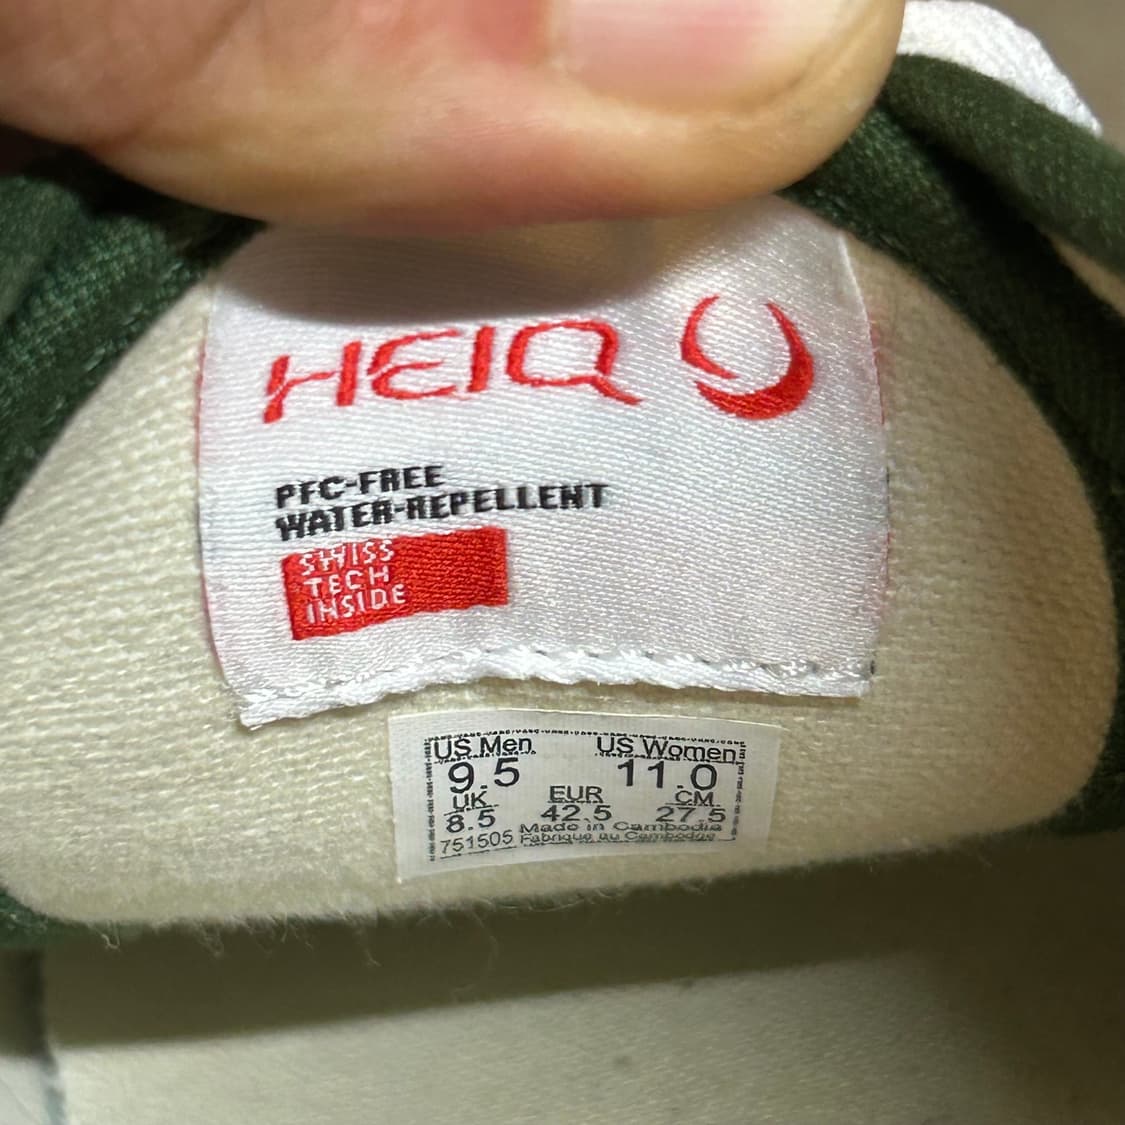 HEIQ
PFC-FREE
WATER-REPELLENT
SWISS
TECH
INSIDE
US Men US Women
9.5 11.0
UK EUR CM
8.5 42.5 27.5
Made in Cambodia
751505 Fabriqué au Cambodge